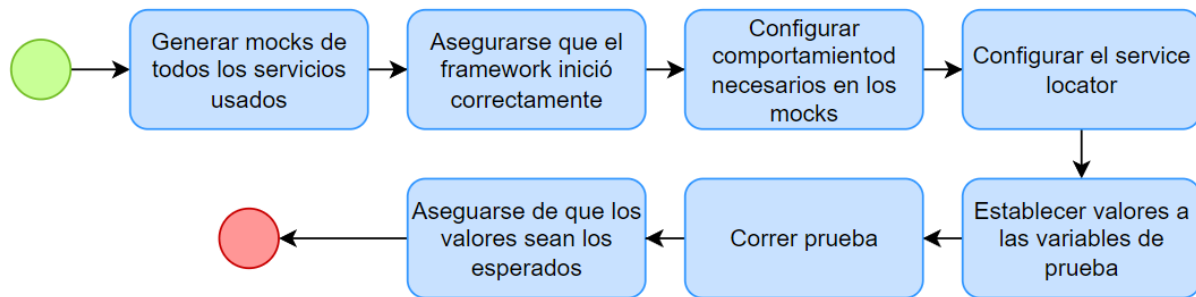 Generar mocks de
todos los servicios
usados
Asegurarse que el
framework inició
correctamente
Configurar
comportamientod
necesarios en los
mocks
Configurar el service
locator
Establecer valores a
las variables de
prueba
Correr prueba
Aseguarse de que los
valores sean los
esperados